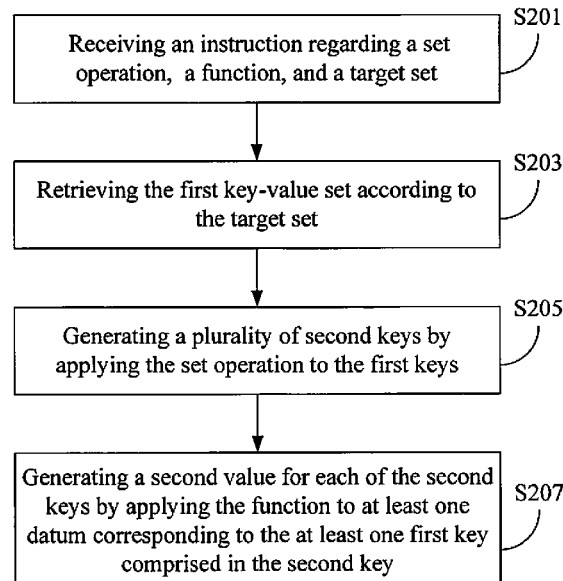 S201
Receiving an instruction regarding a set
operation, a function, and a target set
S203
Retrieving the first key-value set according to
the target set
S205
Generating a plurality of second keys by
applying the set operation to the first keys
S207
Generating a second value for each of the second
keys by applying the function to at least one
datum corresponding to the at least one first key
comprised in the second key